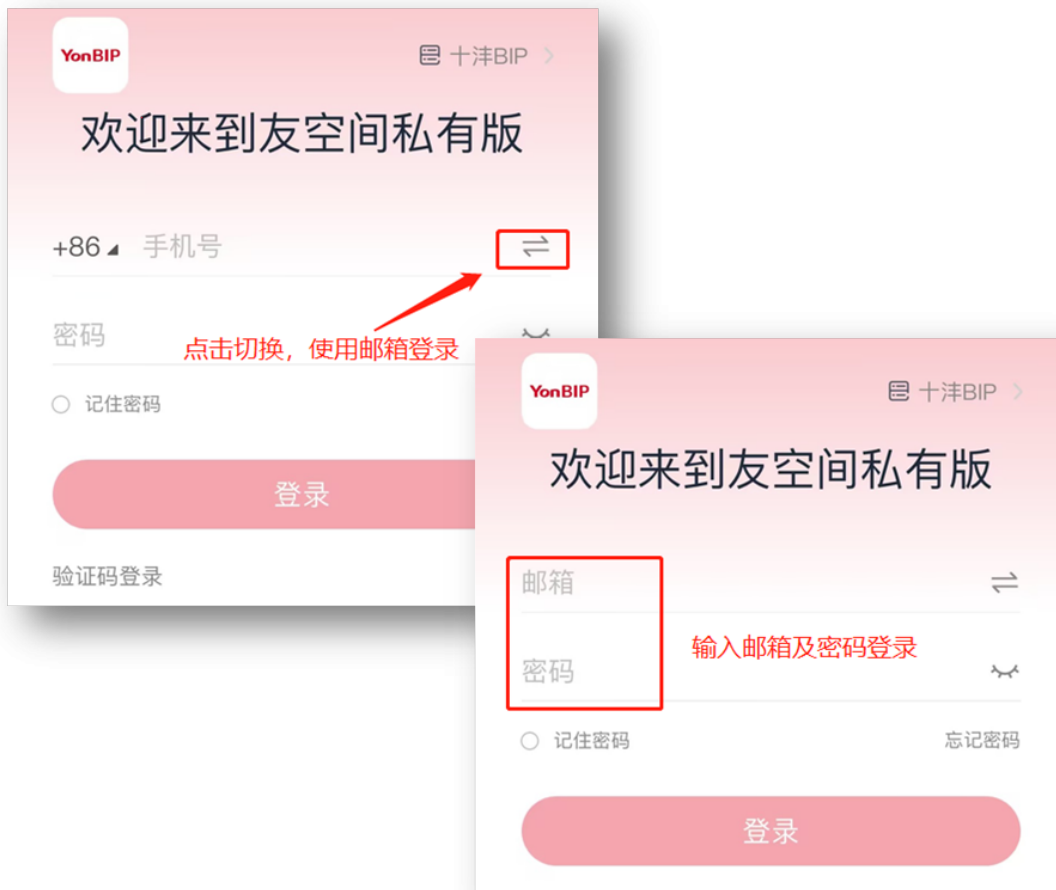 YonBIP
十沣BIP
欢迎来到友空间私有版
+86 手机号
密码
点击切换，使用邮箱登录
记住密码
登录
验证码登录
YonBIP
十沣BIP
欢迎来到友空间私有版
邮箱
输入邮箱及密码登录
密码
记住密码 忘记密码
登录